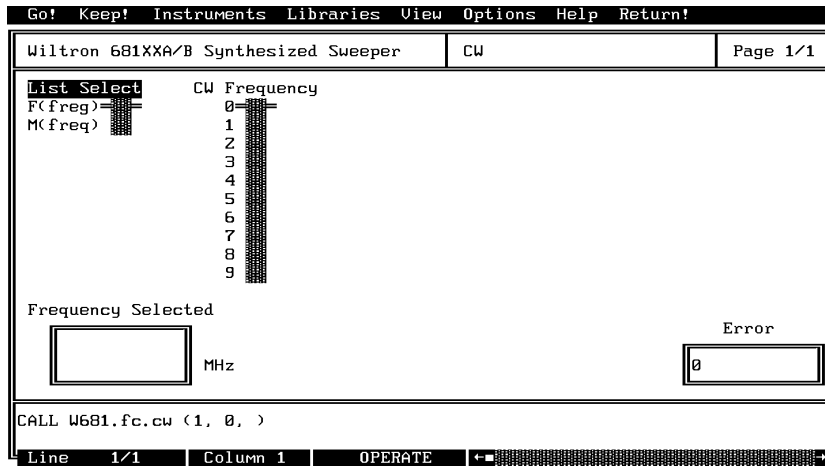 Go! Keep! Instruments Libraries View Options Help Return!
Wiltron 681XXA/B Synthesized Sweeper CW Page 1/1
List Select CW Frequency
F(freg) 0
M(freq) 1
2
3
4
5
6
7
8
9
Frequency Selected
Error
MHz 0
CALL W681.fc.cw (1, 0, )
Line 1/1 Column 1 OPERATE